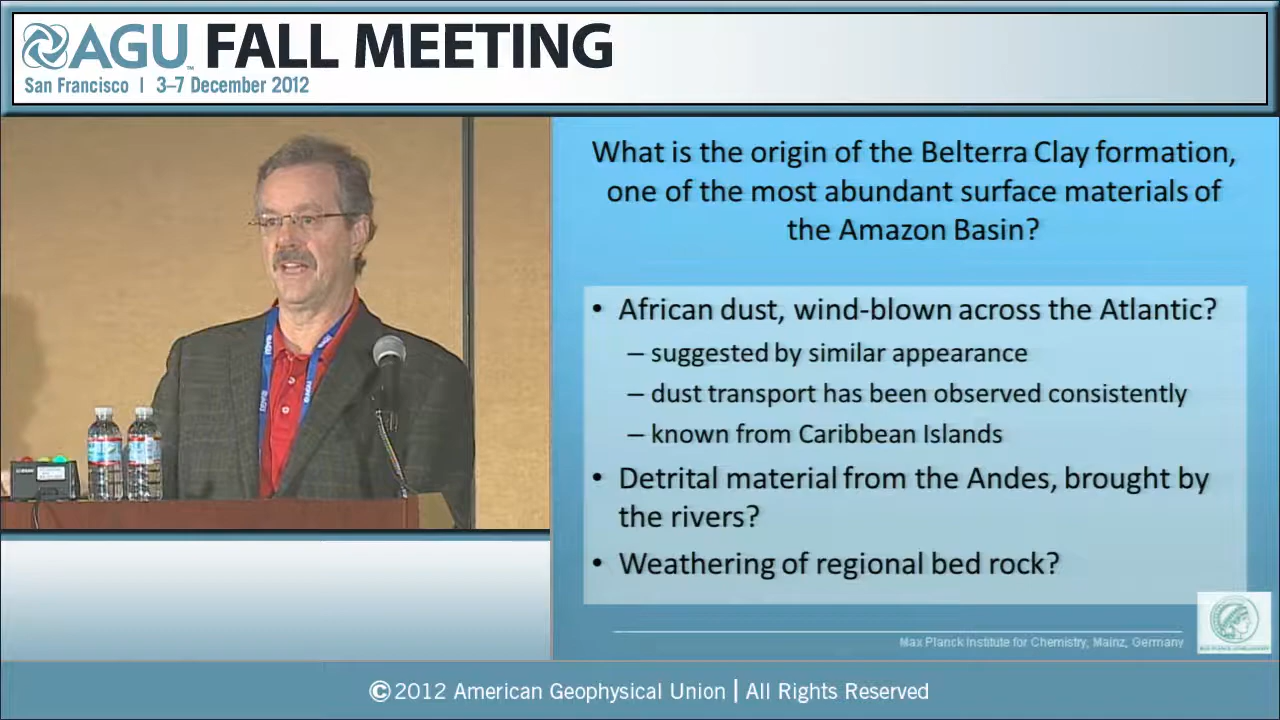 AGU FALL MEETING
San Francisco | 3–7 December 2012
What is the origin of the Belterra Clay formation,
one of the most abundant surface materials of
the Amazon Basin?
• African dust, wind-blown across the Atlantic?
– suggested by similar appearance
– dust transport has been observed consistently
– known from Caribbean Islands
• Detrital material from the Andes, brought by
the rivers?
• Weathering of regional bed rock?
Max Planck Institute for Chemistry, Mainz, Germany
©2012 American Geophysical Union | All Rights Reserved